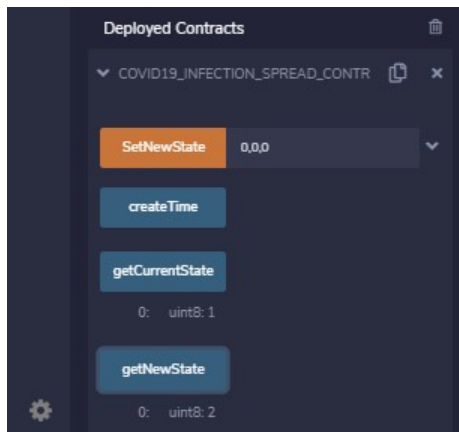 Deployed Contracts
COVID19_INFECTION_SPREAD_CONTR
SetNewState 0,0,0
createTime
getCurrentState
0: uint8: 1
getNewState
0: uint8: 2